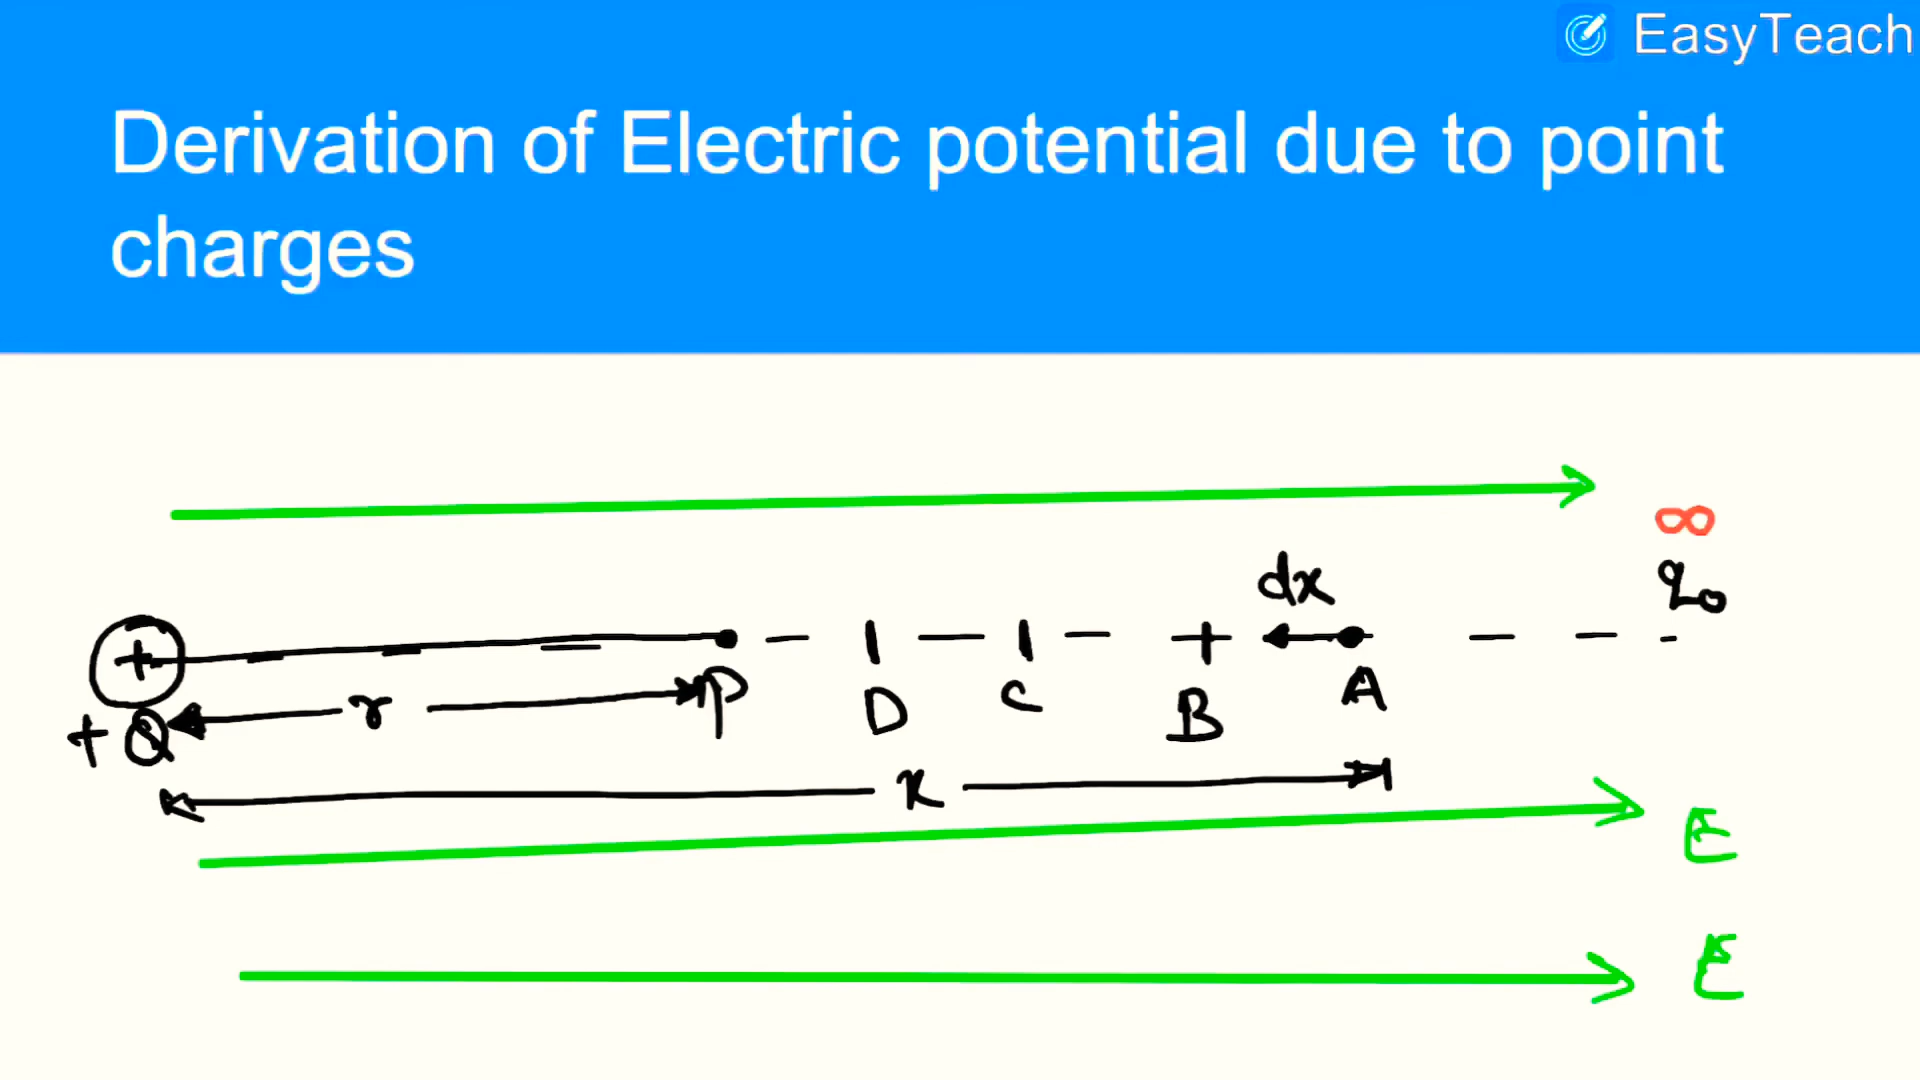 EasyTeach
Derivation of Electric potential due to point
charges
∞
dx
q₀
+
P
D
C
B
A
r
+Q
x
E
E